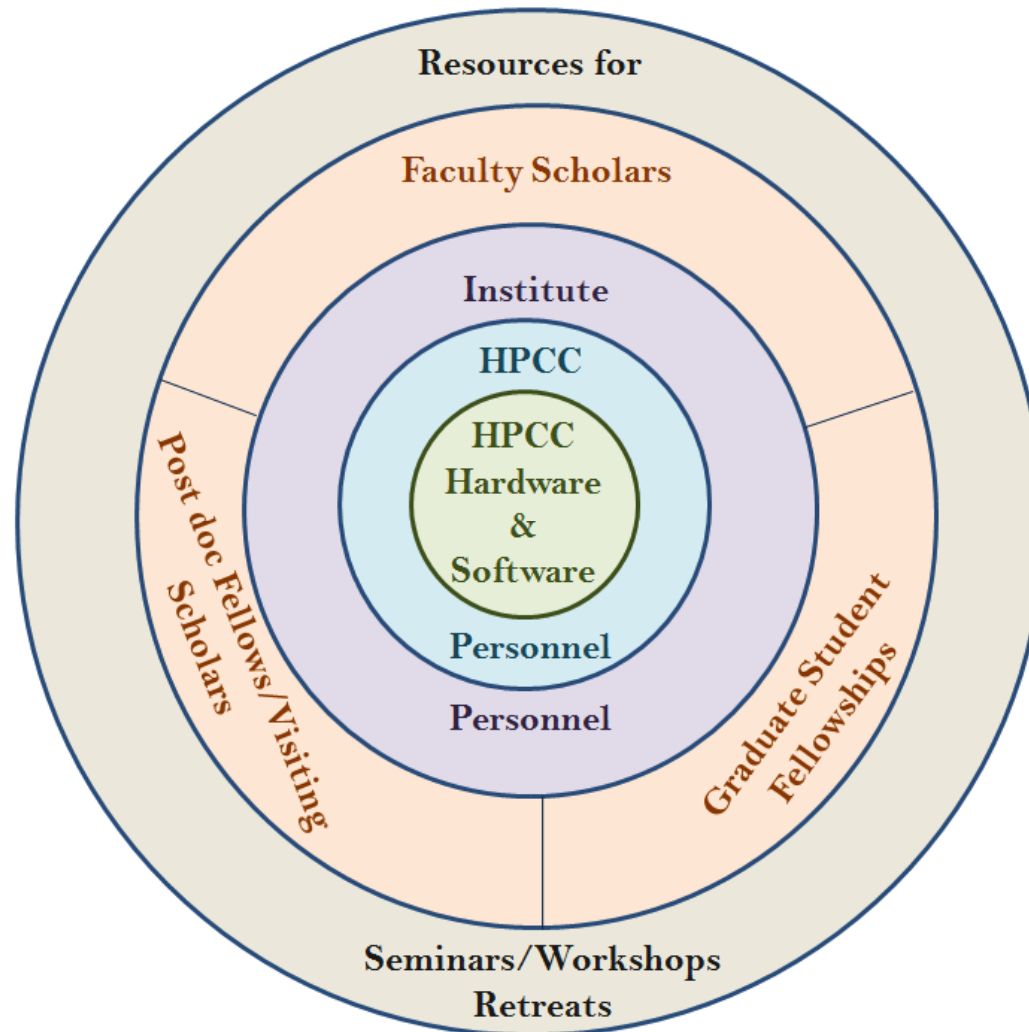 Resources for
Faculty Scholars
Institute
HPCC
HPCC
Hardware
&
Software
Personnel
Personnel
Post doc Fellows/Visiting
Scholars
Graduate Student
Fellowships
Seminars/Workshops
Retreats